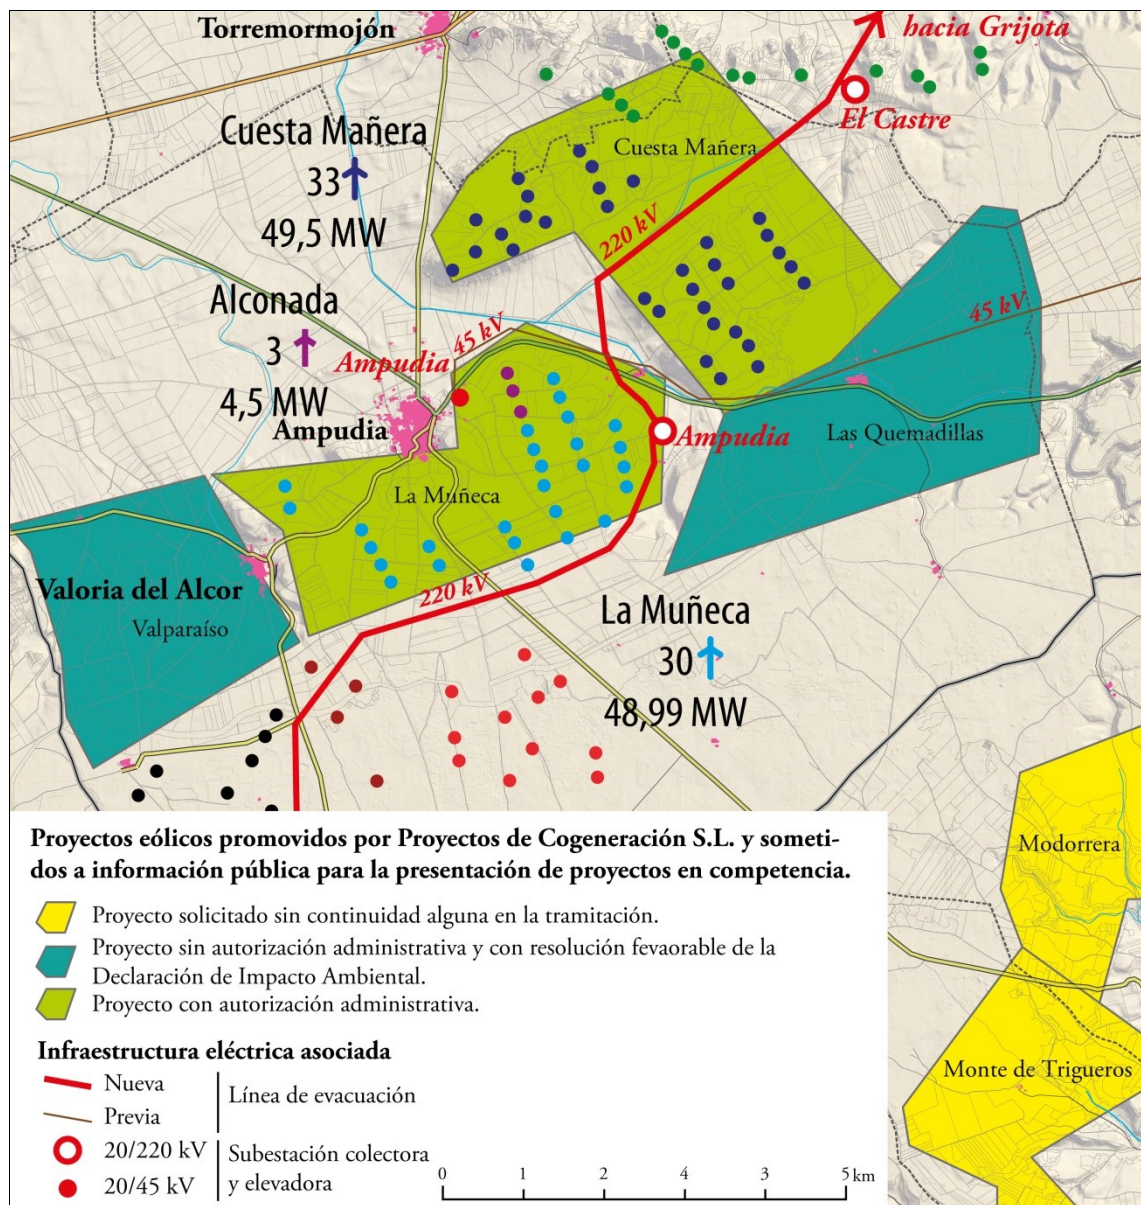 Torremormojón
hacia Grijota
El Castre
Cuesta Mañera
33
49,5 MW
Cuesta Mañera
220 kV
Alconada
3
4,5 MW
Ampudia
45 kV
45 kV
Ampudia
Ampudia
Las Quemadillas
La Muñeca
Valoria del Alcor
Valparaíso
220 kV
La Muñeca
30
48,99 MW
Modorrera
Monte de Trigueros
Proyectos eólicos promovidos por Proyectos de Cogeneración S.L. y someti-
dos a información pública para la presentación de proyectos en competencia.
Proyecto solicitado sin continuidad alguna en la tramitación.
Proyecto sin autorización administrativa y con resolución fevaorable de la
Declaración de Impacto Ambiental.
Proyecto con autorización administrativa.
Infraestructura eléctrica asociada
Nueva
Previa
Línea de evacuación
20/220 kV
20/45 kV
Subestación colectora
y elevadora
0 1 2 4 3 5 km